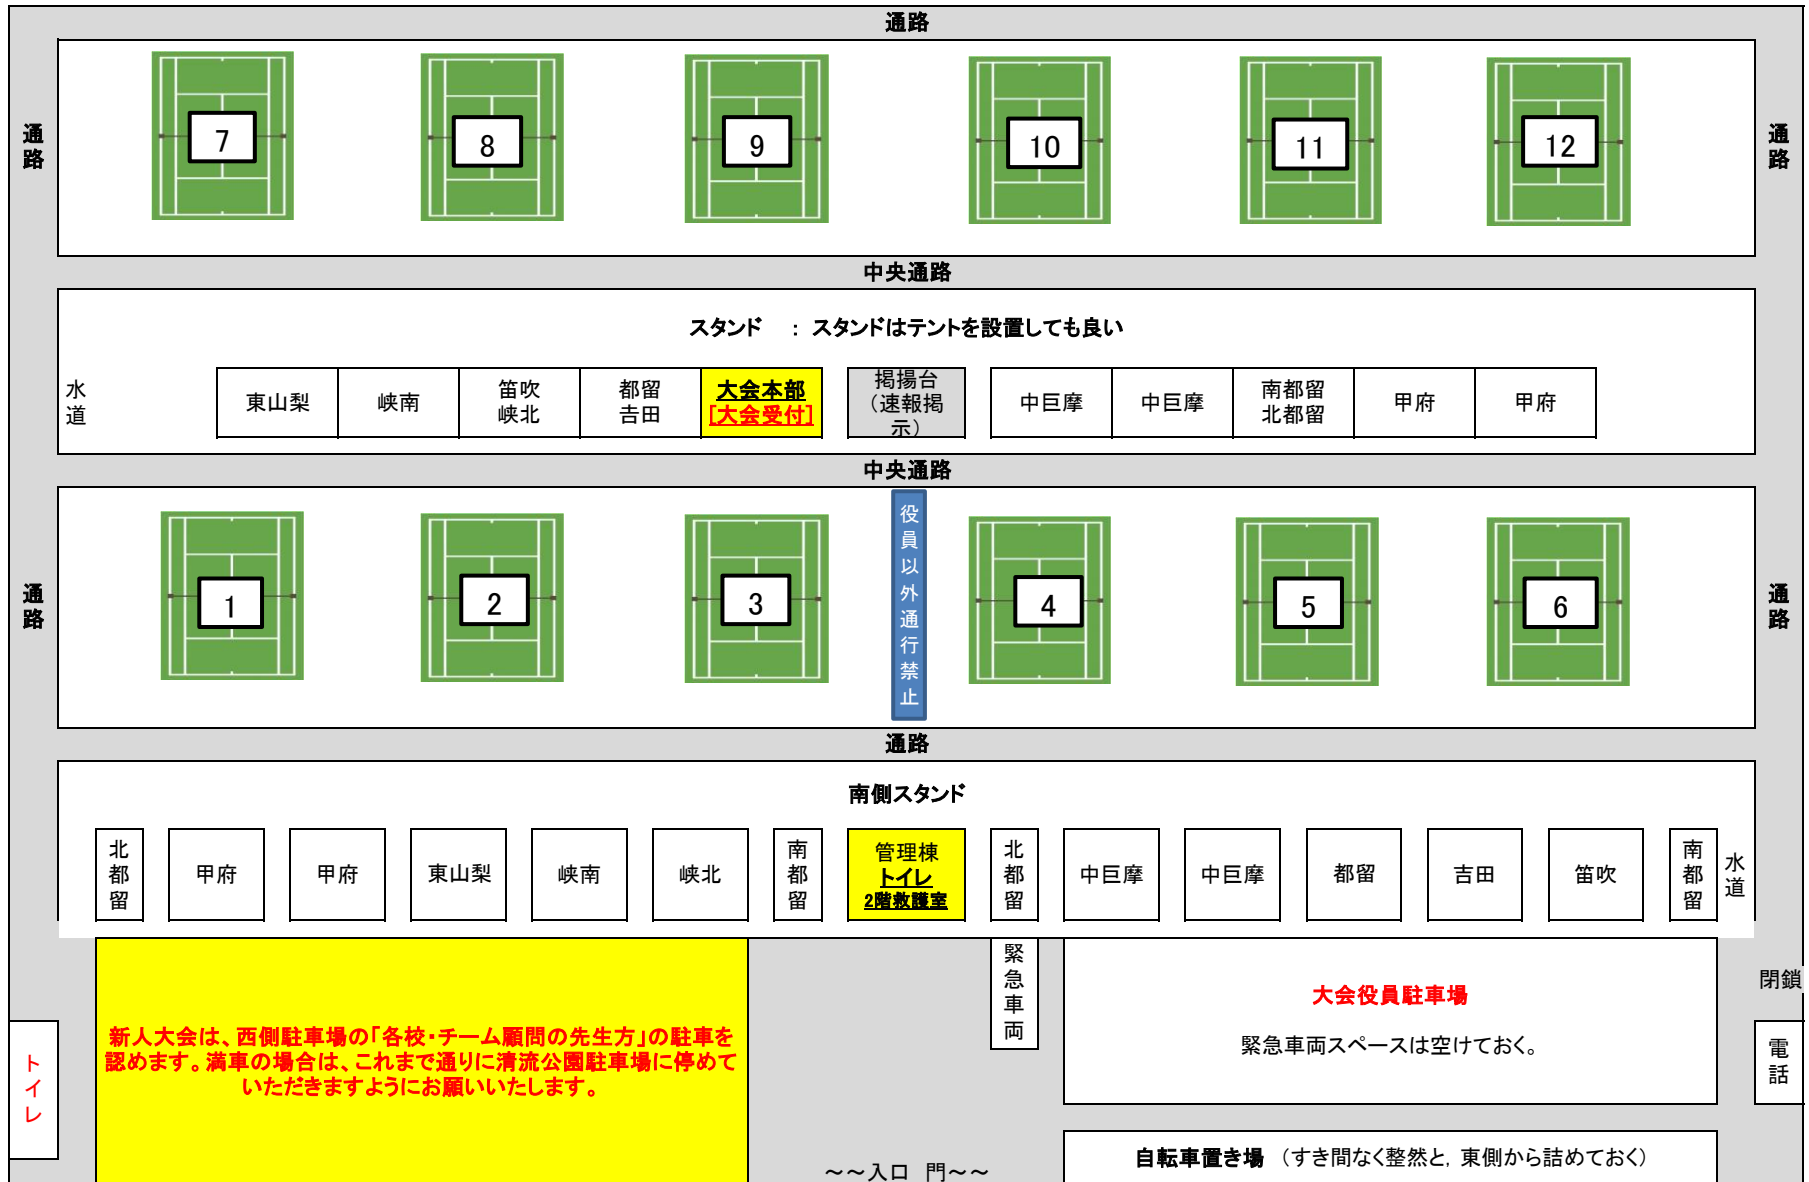 通路
通路
7
8
9
10
11
12
通路
中央通路
スタンド ：スタンドはテントを設置しても良い
水道
東山梨
峡南
笛吹
峡北
都留
吉田
大会本部
[大会受付]
掲揚台
（速報掲
示）
中巨摩
中巨摩
南都留
北都留
甲府
甲府
中央通路
役員以外通行禁止
通路
1
2
3
4
5
6
通路
通路
南側スタンド
北都留
甲府
甲府
東山梨
峡南
峡北
南都留
管理棟
トイレ
2階救護室
北都留
中巨摩
中巨摩
都留
吉田
笛吹
南都留
水道
緊急車両
大会役員駐車場
緊急車両スペースは空けておく。
閉鎖
電話
トイレ
新人大会は、西側駐車場の「各校・チーム顧問の先生方」の駐車を
認めます。満車の場合は、これまで通りに清流公園駐車場に停めて
いただきますようにお願いいたします。
～～入口 門～～
自転車置き場 （すき間なく整然と，東側から詰めておく）